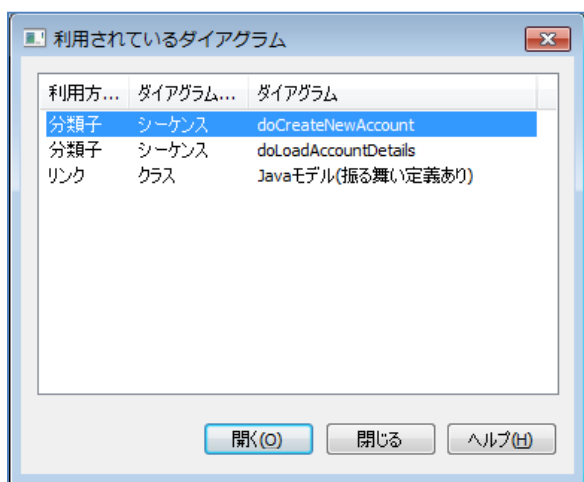 利用されているダイアグラム
利用方... ダイアグラム... ダイアグラム
分類子 シーケンス doCreateNewAccount
分類子 シーケンス doLoadAccountDetails
リンク クラス Javaモデル(振る舞い定義あり)
開く(O) 閉じる ヘルプ(H)